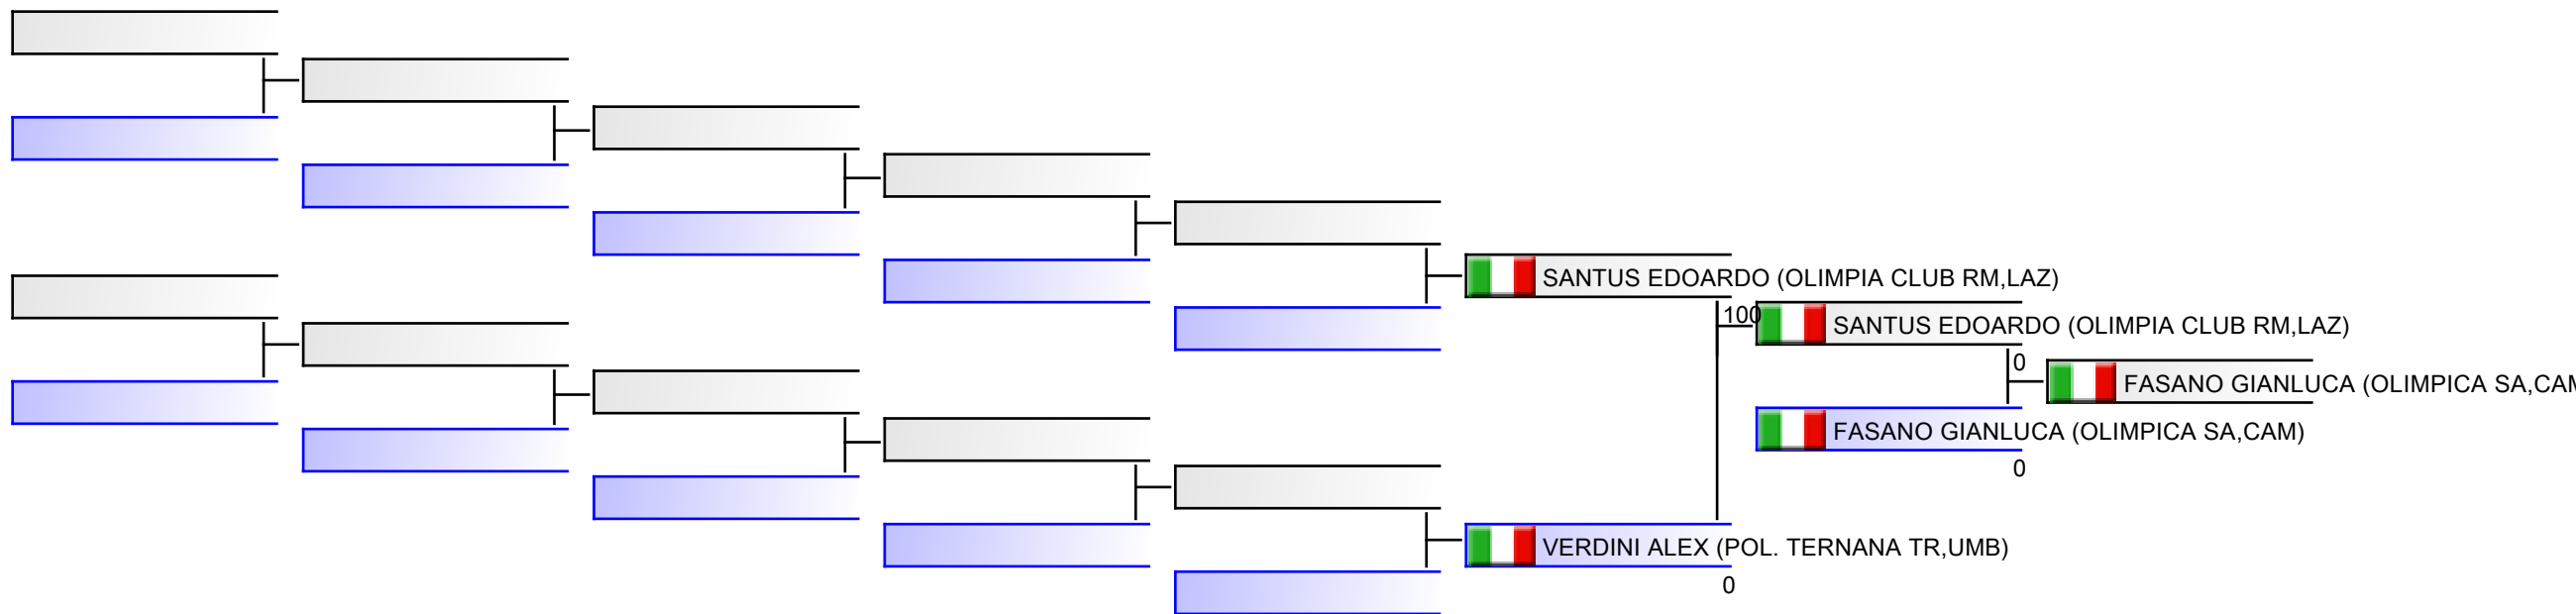 SANTUS EDOARDO (OLIMPIA CLUB RM,LAZ)
100
SANTUS EDOARDO (OLIMPIA CLUB RM,LAZ)
0
FASANO GIANLUCA (OLIMPICA SA,CAM
FASANO GIANLUCA (OLIMPICA SA,CAM)
0
VERDINI ALEX (POL. TERNANA TR,UMB)
0